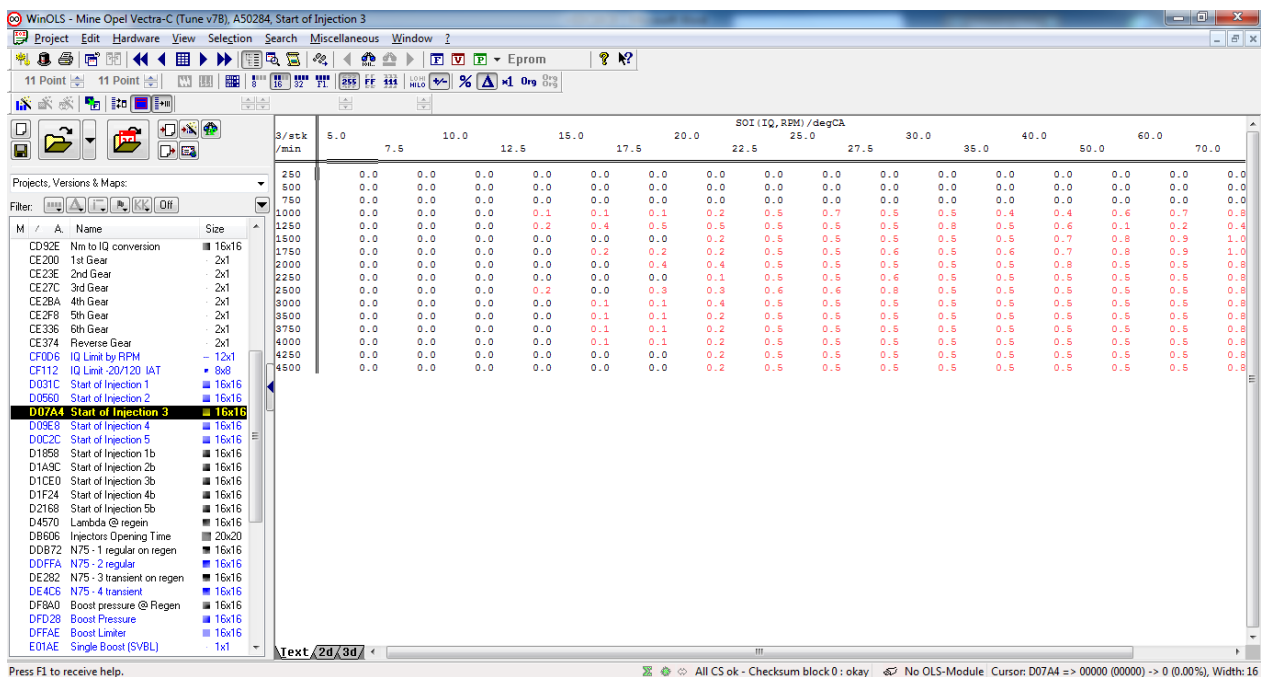 WinOLS - Mine Opel Vectra-C (Tune v7B), A50284, Start of Injection 3
Project Edit Hardware View Selection Search Miscellaneous Window ?
F V P Eprom
11 Point 11 Point 8 16 32 Fl. 255 FF 111 LOHI HILO +/- % Δ ×1 Org Org
Projects, Versions & Maps:
Filter: Off
M / A. Name Size
CD92E Nm to IQ conversion 16x16
CE200 1st Gear 2x1
CE23E 2nd Gear 2x1
CE27C 3rd Gear 2x1
CE2BA 4th Gear 2x1
CE2F8 5th Gear 2x1
CE336 6th Gear 2x1
CE374 Reverse Gear 2x1
CF0D6 IQ Limit by RPM 12x1
CF112 IQ Limit -20/120 IAT 8x8
D031C Start of Injection 1 16x16
D0560 Start of Injection 2 16x16
D07A4 Start of Injection 3 16x16
D09E8 Start of Injection 4 16x16
D0C2C Start of Injection 5 16x16
D1858 Start of Injection 1b 16x16
D1A9C Start of Injection 2b 16x16
D1CE0 Start of Injection 3b 16x16
D1F24 Start of Injection 4b 16x16
D2168 Start of Injection 5b 16x16
D4570 Lambda @ regein 16x16
DB606 Injectors Opening Time 20x20
DDB72 N75 - 1 regular on regen 16x16
DDFFA N75 - 2 regular 16x16
DE282 N75 - 3 transient on regen 16x16
DE4C6 N75 - 4 transient 16x16
DF8A0 Boost pressure @ Regen 16x16
DFD28 Boost Pressure 16x16
DFFAE Boost Limiter 16x16
E01AE Single Boost (SVBL) 1x1
SOI(IQ,RPM)/degCA
3/stk 5.0 10.0 15.0 20.0 25.0 30.0 40.0 60.0
/min 7.5 12.5 17.5 22.5 27.5 35.0 50.0 70.0
250 0.0 0.0 0.0 0.0 0.0 0.0 0.0 0.0 0.0 0.0 0.0 0.0 0.0 0.0 0.0 0.0
500 0.0 0.0 0.0 0.0 0.0 0.0 0.0 0.0 0.0 0.0 0.0 0.0 0.0 0.0 0.0 0.0
750 0.0 0.0 0.0 0.0 0.0 0.0 0.0 0.0 0.0 0.0 0.0 0.0 0.0 0.0 0.0 0.0
1000 0.0 0.0 0.0 0.1 0.1 0.1 0.2 0.5 0.7 0.5 0.5 0.4 0.4 0.6 0.7 0.8
1250 0.0 0.0 0.0 0.2 0.4 0.5 0.5 0.5 0.5 0.5 0.8 0.5 0.6 0.1 0.2 0.4
1500 0.0 0.0 0.0 0.0 0.0 0.0 0.2 0.5 0.5 0.5 0.5 0.5 0.7 0.8 0.9 1.0
1750 0.0 0.0 0.0 0.0 0.2 0.2 0.2 0.5 0.5 0.6 0.5 0.6 0.7 0.8 0.9 1.0
2000 0.0 0.0 0.0 0.0 0.0 0.4 0.4 0.5 0.5 0.6 0.5 0.5 0.8 0.5 0.5 0.8
2250 0.0 0.0 0.0 0.0 0.0 0.0 0.1 0.5 0.5 0.6 0.5 0.5 0.5 0.5 0.5 0.8
2500 0.0 0.0 0.0 0.2 0.0 0.3 0.3 0.6 0.6 0.8 0.5 0.5 0.5 0.5 0.5 0.8
3000 0.0 0.0 0.0 0.0 0.1 0.1 0.4 0.5 0.5 0.5 0.5 0.5 0.5 0.5 0.5 0.8
3500 0.0 0.0 0.0 0.0 0.1 0.1 0.2 0.5 0.5 0.5 0.5 0.5 0.5 0.5 0.5 0.8
3750 0.0 0.0 0.0 0.0 0.1 0.1 0.2 0.5 0.5 0.5 0.5 0.5 0.5 0.5 0.5 0.8
4000 0.0 0.0 0.0 0.0 0.1 0.1 0.2 0.5 0.5 0.5 0.5 0.5 0.5 0.5 0.5 0.8
4250 0.0 0.0 0.0 0.0 0.0 0.0 0.2 0.5 0.5 0.5 0.5 0.5 0.5 0.5 0.5 0.8
4500 0.0 0.0 0.0 0.0 0.0 0.0 0.2 0.5 0.5 0.5 0.5 0.5 0.5 0.5 0.5 0.8
Text 2d 3d
Press F1 to receive help. All CS ok - Checksum block 0 : okay No OLS-Module Cursor: D07A4 => 00000 (00000) -> 0 (0.00%), Width: 16